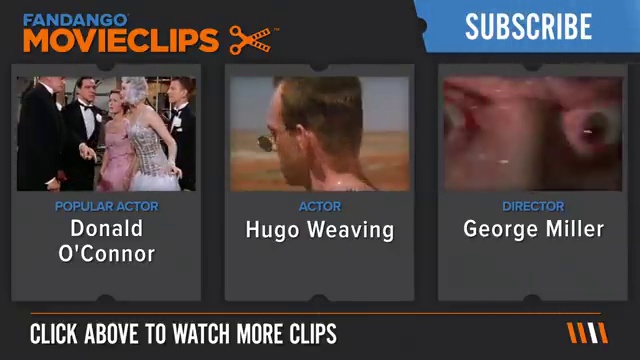 FANDANGO
MOVIECLIPS
SUBSCRIBE
POPULAR ACTOR
Donald
O'Connor
ACTOR
Hugo Weaving
DIRECTOR
George Miller
CLICK ABOVE TO WATCH MORE CLIPS